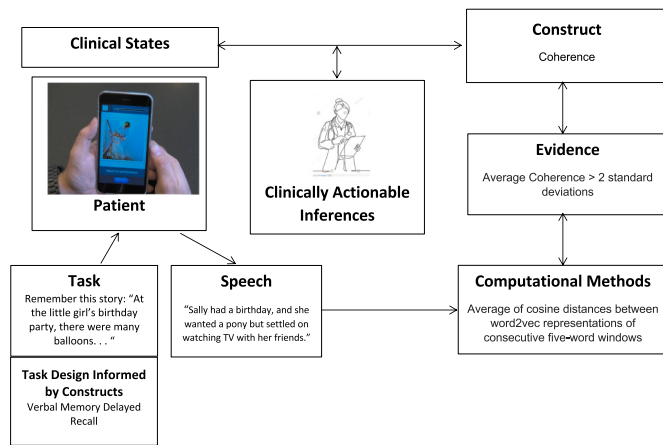 Clinical States
Construct
Coherence
Patient
Clinically Actionable
Inferences
Evidence
Average Coherence > 2 standard
deviations
Task
Remember this story: “At
the little girl’s birthday
party, there were many
balloons. . . “
Task Design Informed
by Constructs
Verbal Memory Delayed
Recall
Speech
“Sally had a birthday, and she
wanted a pony but settled on
watching TV with her friends.”
Computational Methods
Average of cosine distances between
word2vec representations of
consecutive five-word windows